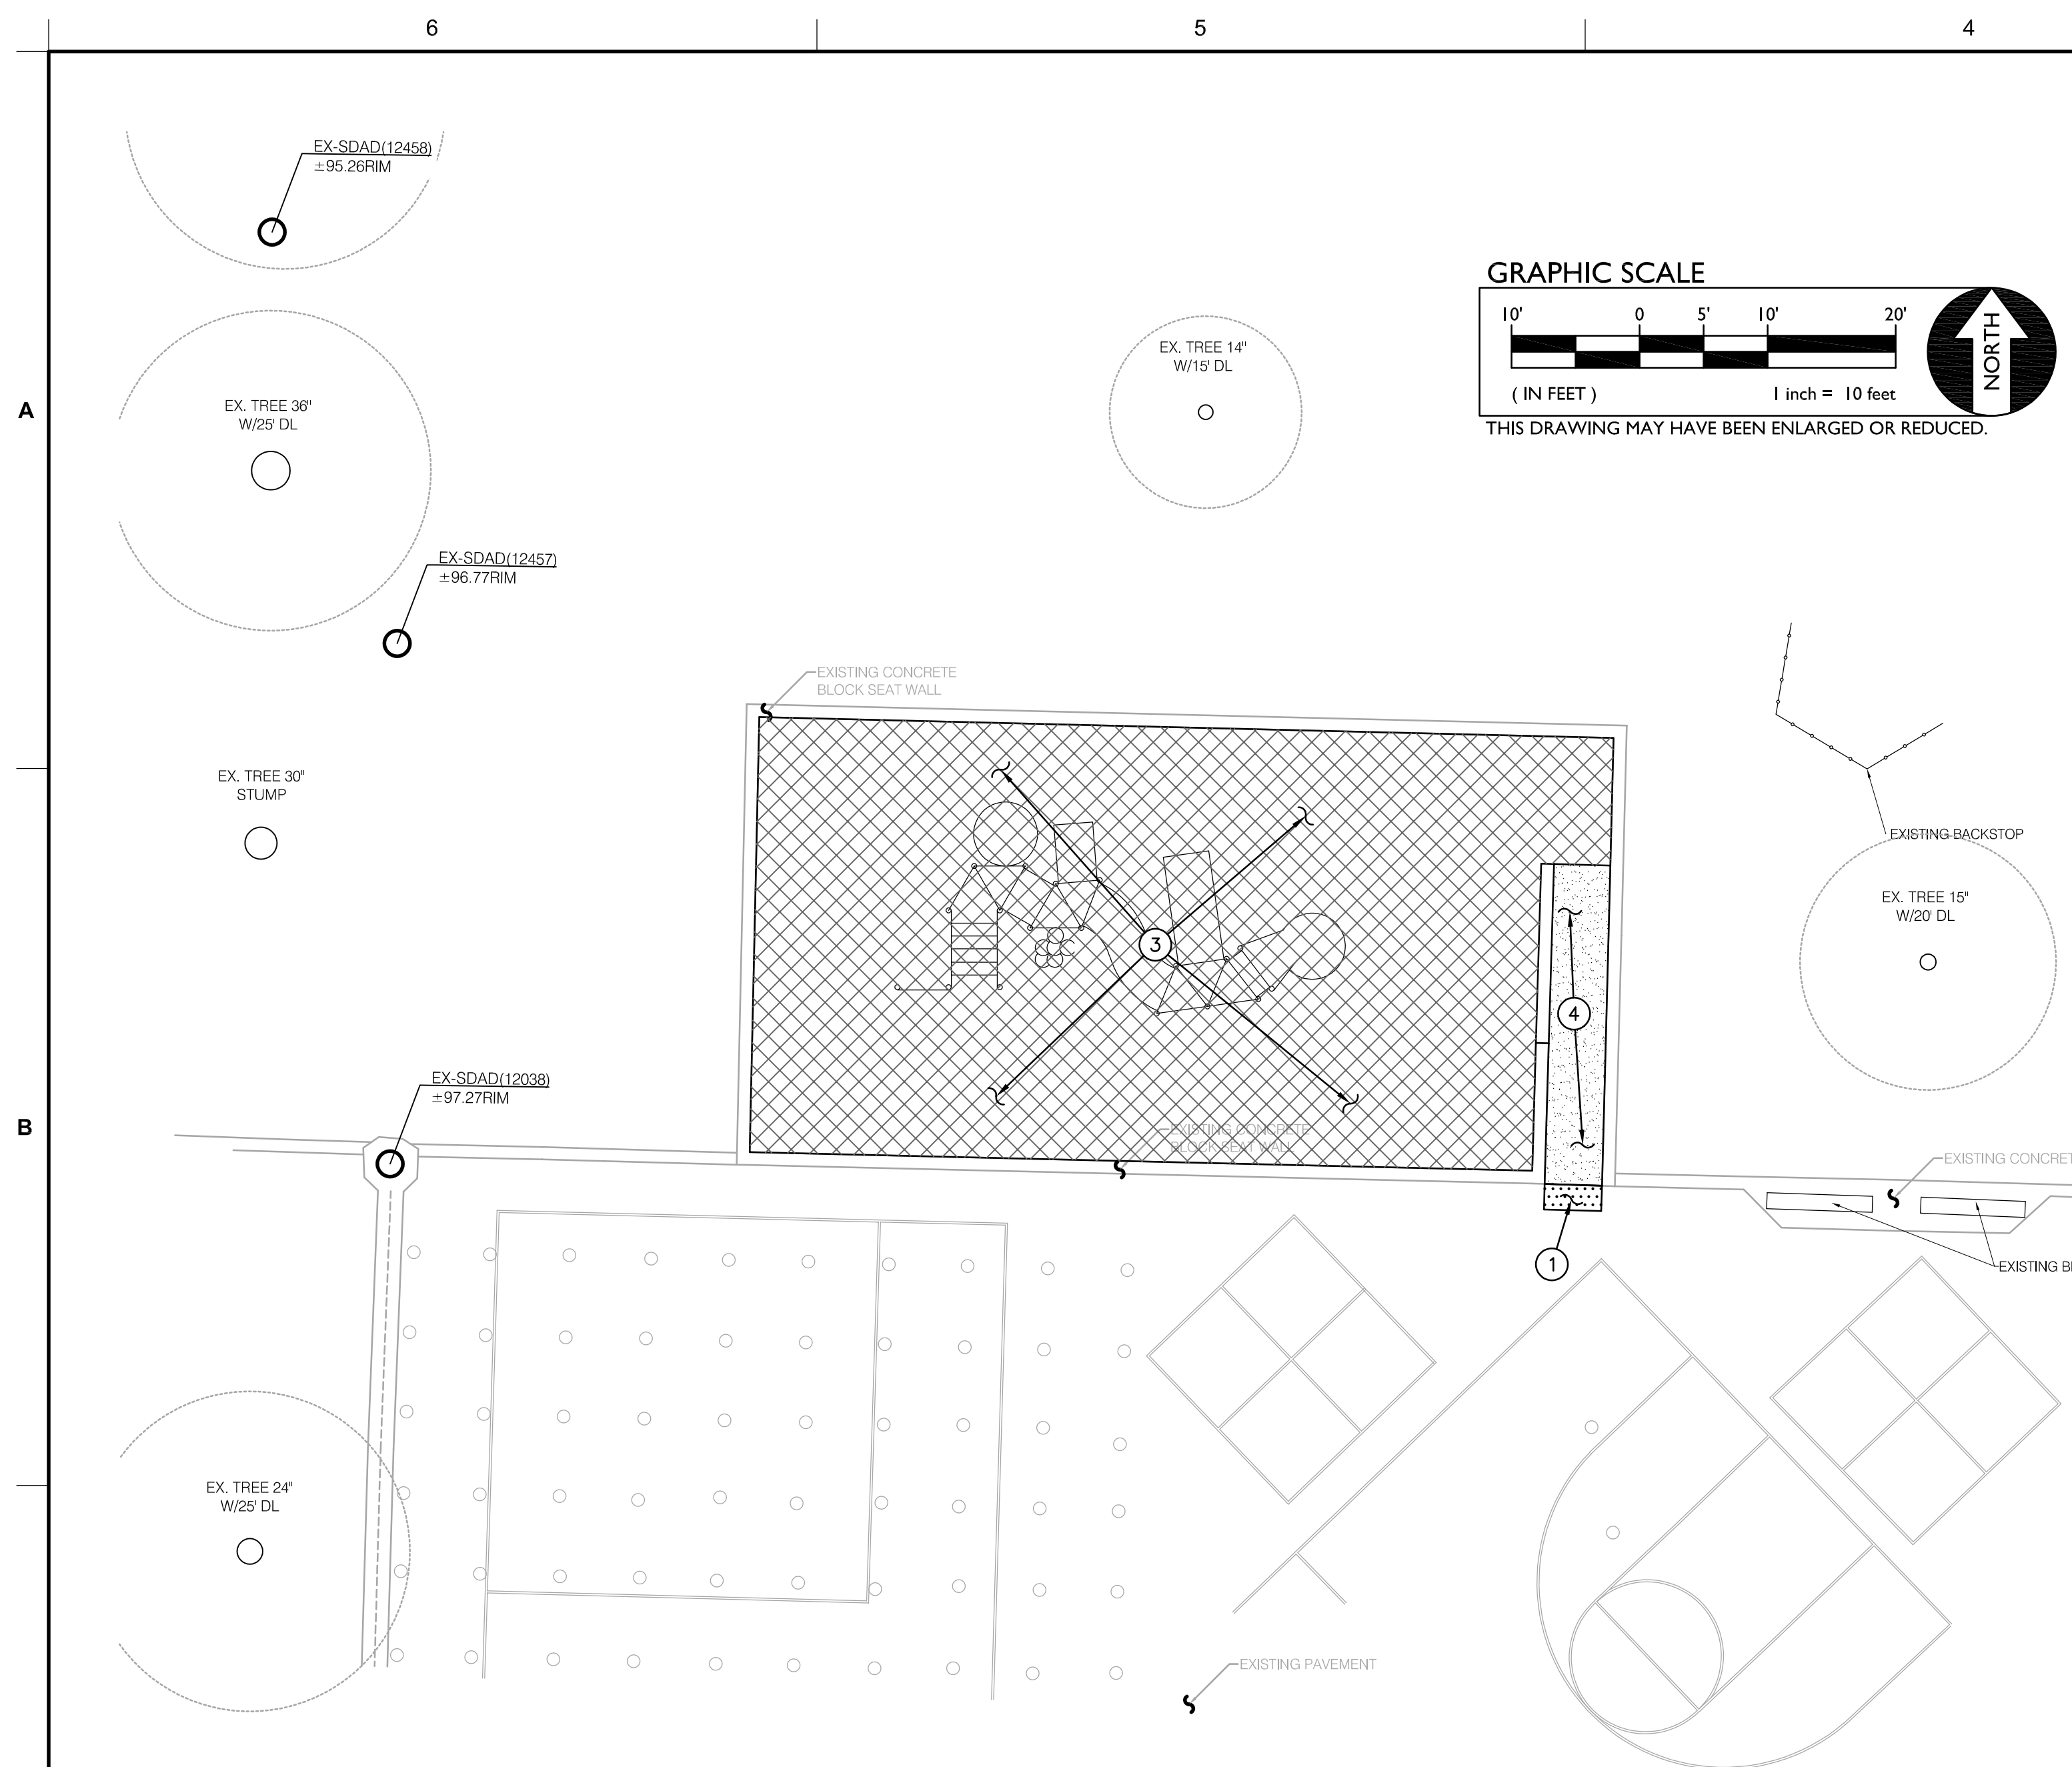 6
5
4
A
B
EX-SDAD(12458)
±95.26RIM
GRAPHIC SCALE
10' 0 5' 10' 20'
( IN FEET )
1 inch = 10 feet
NORTH
THIS DRAWING MAY HAVE BEEN ENLARGED OR REDUCED.
EX. TREE 14"
W/15' DL
EX. TREE 36"
W/25' DL
EX-SDAD(12457)
±96.77RIM
EXISTING CONCRETE
BLOCK SEAT WALL
EX. TREE 30"
STUMP
EXISTING BACKSTOP
EX. TREE 15"
W/20' DL
3
4
EX-SDAD(12038)
±97.27RIM
EXISTING CONCRETE
BLOCK SEAT WALL
EXISTING CONCRET
1
EXISTING B
EX. TREE 24"
W/25' DL
EXISTING PAVEMENT